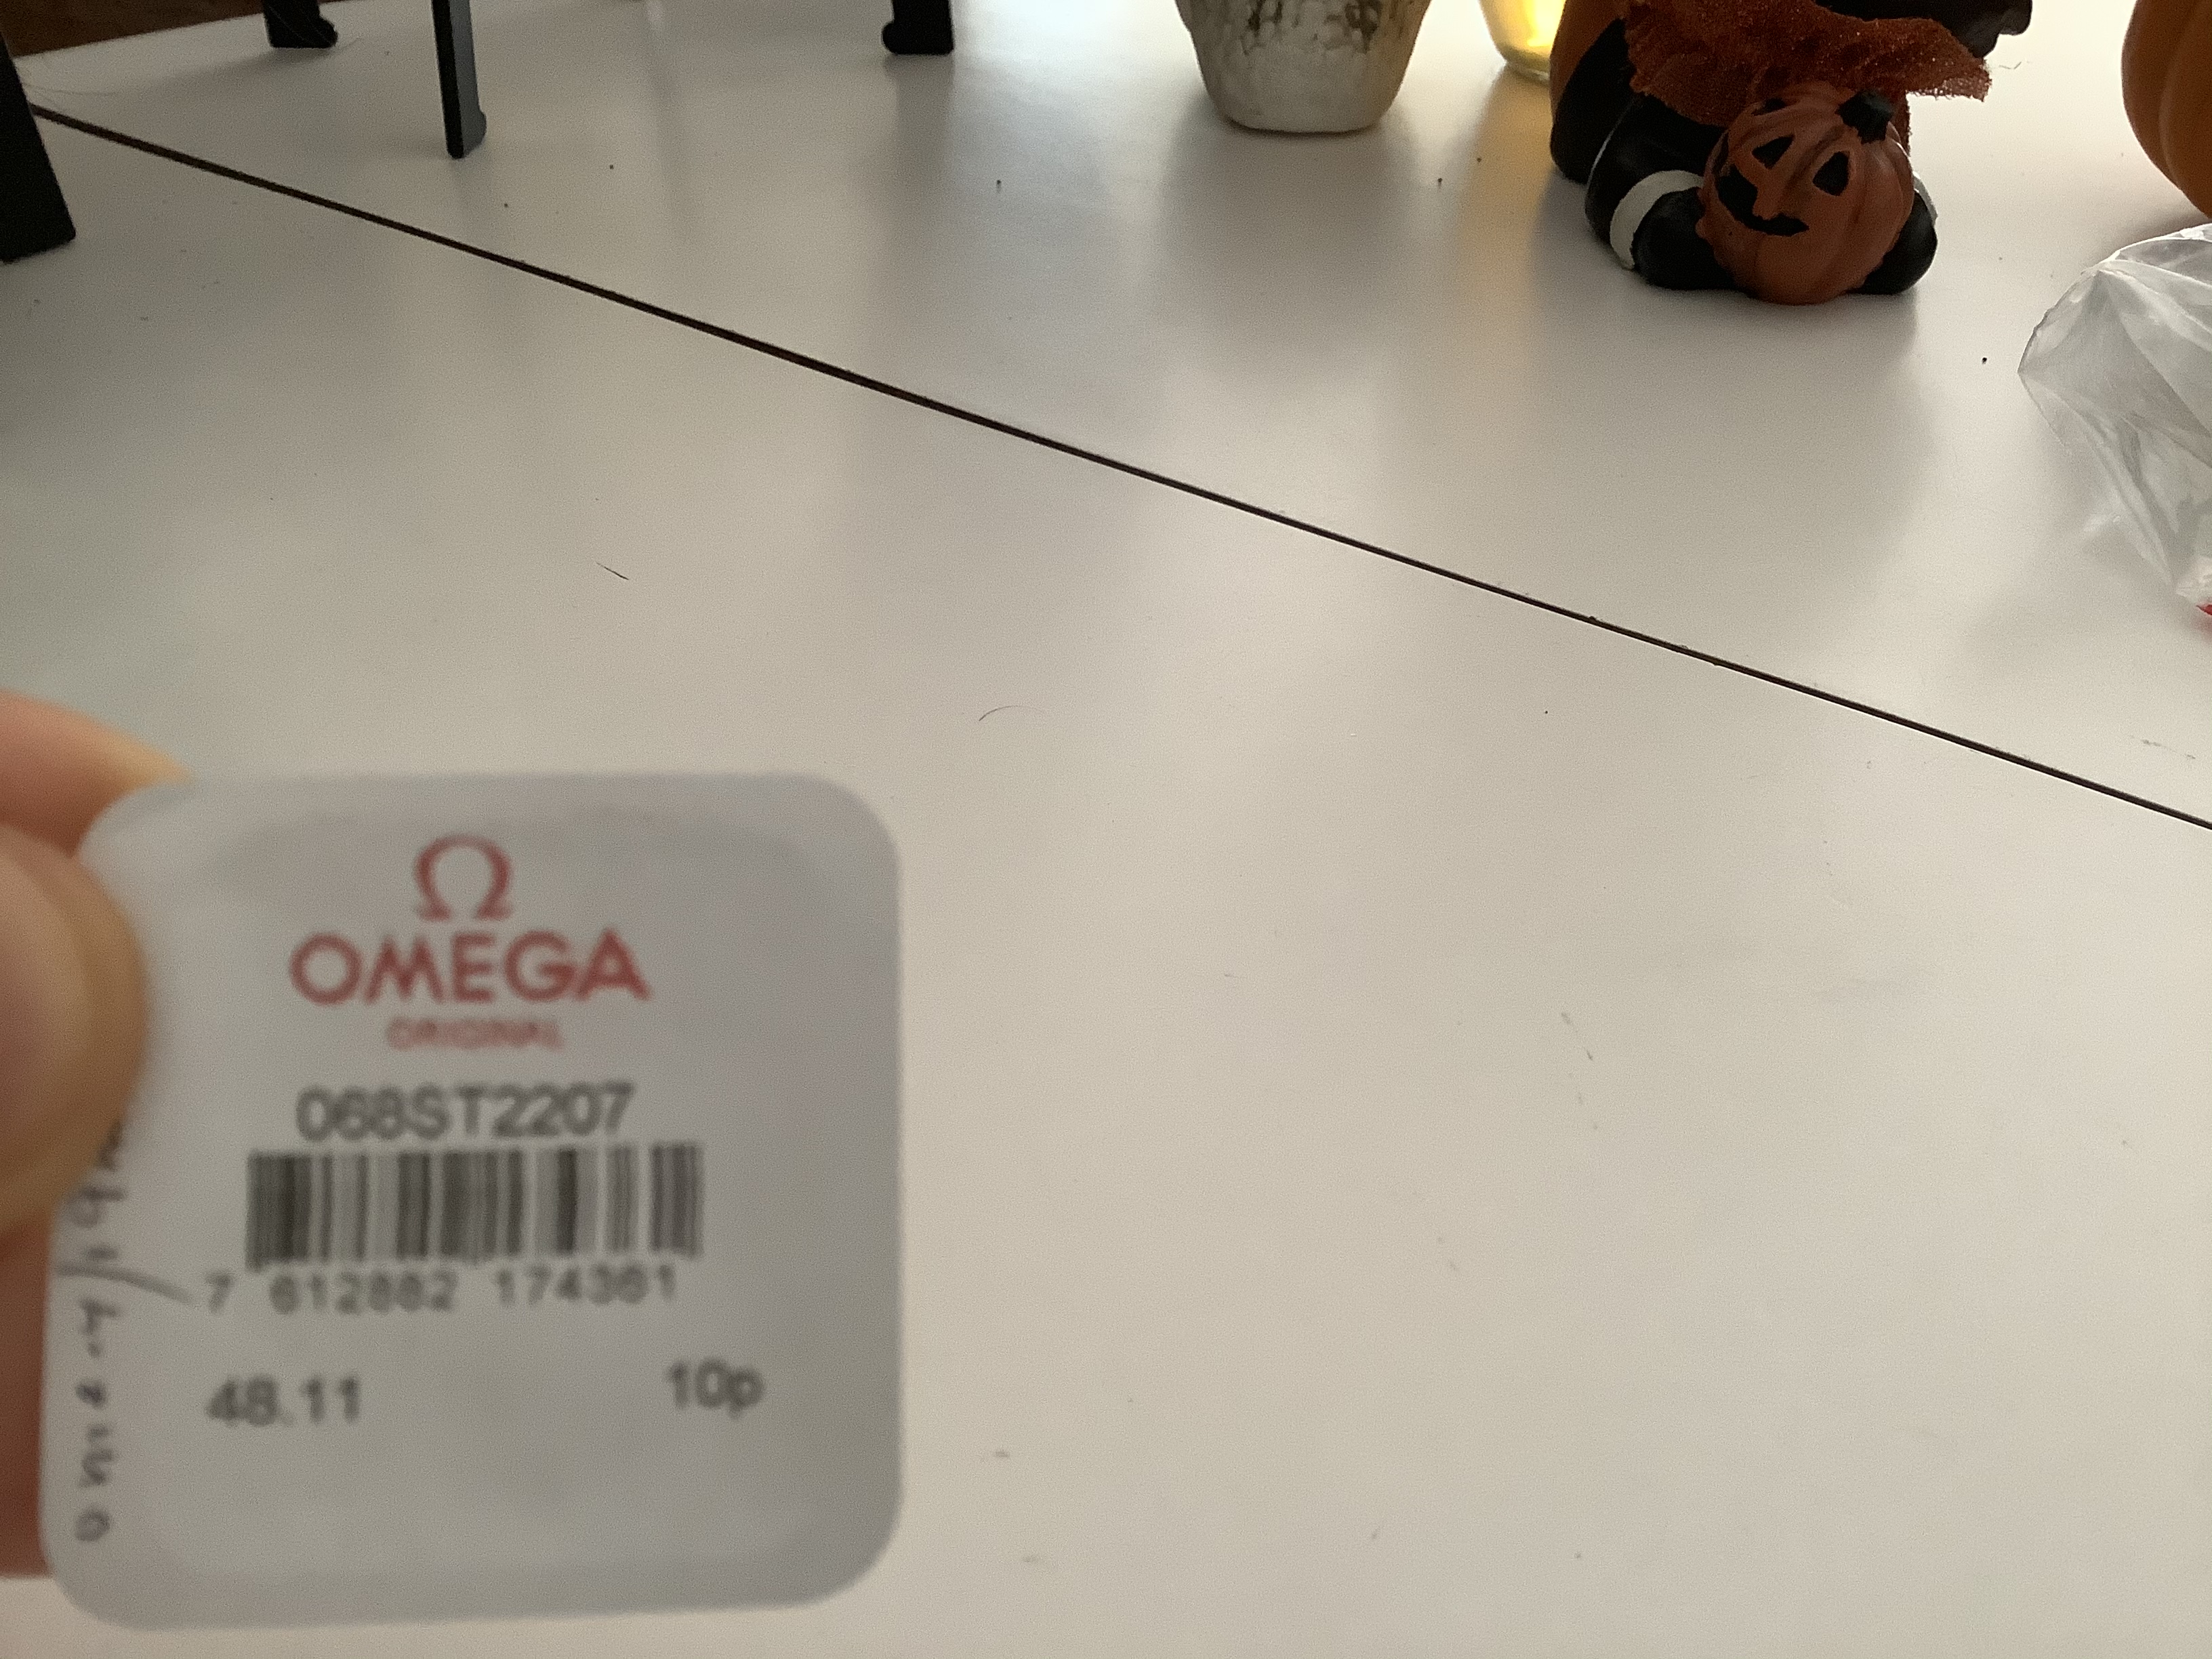 Ω
OMEGA
ORIGINAL
068ST2207
7 612882 174361
48.11 10p